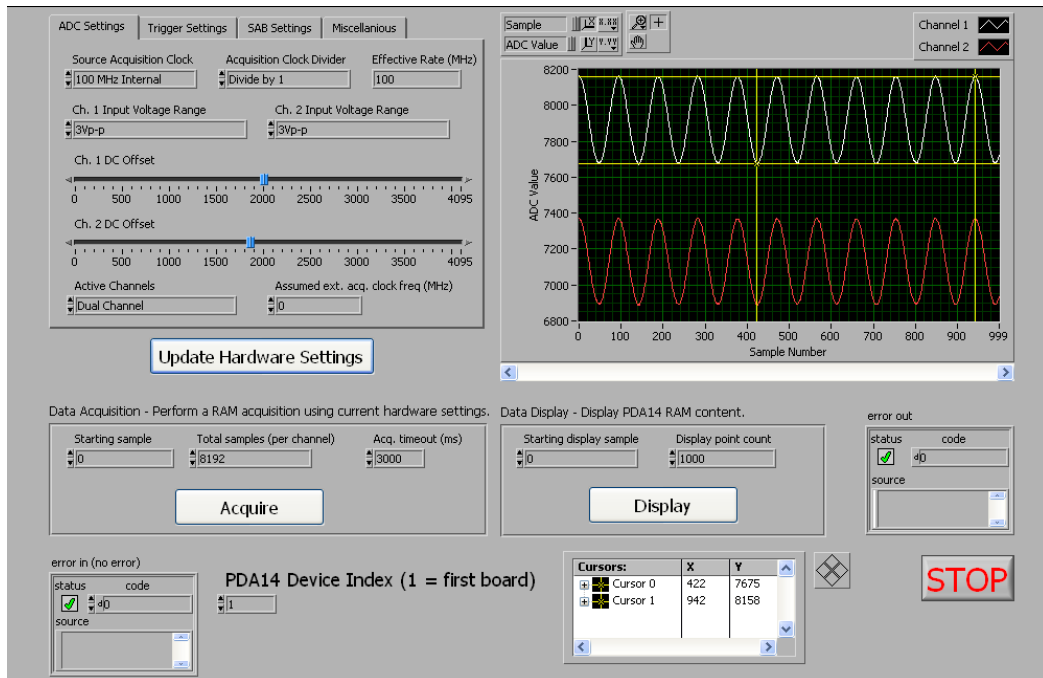 ADC Settings Trigger Settings SAB Settings Miscellanious
Source Acquisition Clock Acquisition Clock Divider Effective Rate (MHz)
100 MHz Internal Divide by 1 100
Ch. 1 Input Voltage Range Ch. 2 Input Voltage Range
3Vp-p 3Vp-p
Ch. 1 DC Offset
0 500 1000 1500 2000 2500 3000 3500 4095
Ch. 2 DC Offset
0 500 1000 1500 2000 2500 3000 3500 4095
Active Channels Assumed ext. acq. clock freq (MHz)
Dual Channel 0
Update Hardware Settings
Sample X X.XX
ADC Value Y Y.YY
Channel 1
Channel 2
8200
8000
7800
7600
7400
7200
7000
6800
ADC Value
0 100 200 300 400 500 600 700 800 900 999
Sample Number
Data Acquisition - Perform a RAM acquisition using current hardware settings.
Starting sample Total samples (per channel) Acq. timeout (ms)
0 8192 3000
Acquire
Data Display - Display PDA14 RAM content.
Starting display sample Display point count
0 1000
Display
error out
status code
d0
source
error in (no error)
status code
d0
source
PDA14 Device Index (1 = first board)
1
Cursors: X Y
Cursor 0 422 7675
Cursor 1 942 8158
STOP